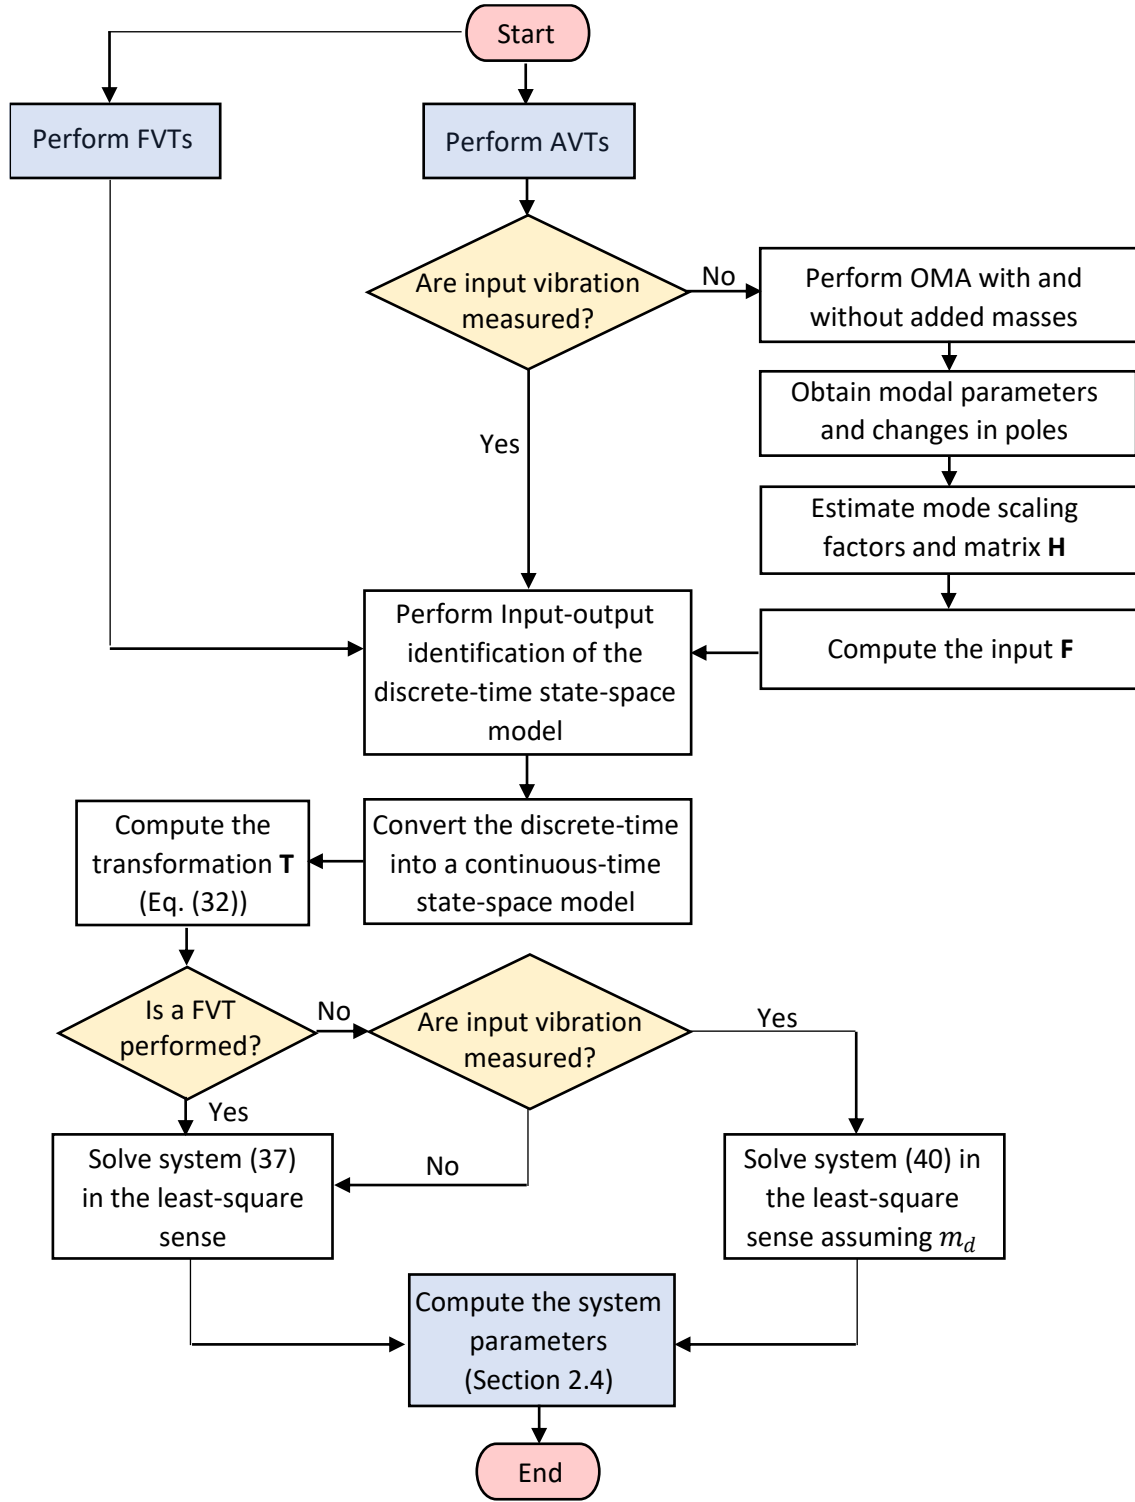 Start
Perform FVTs
Perform AVTs
Are input vibration
measured?
No
Perform OMA with and
without added masses
Obtain modal parameters
and changes in poles
Yes
Estimate mode scaling
factors and matrix H
Compute the input F
Perform Input-output
identification of the
discrete-time state-space
model
Compute the
transformation T
(Eq. (32))
Convert the discrete-time
into a continuous-time
state-space model
Is a FVT
performed?
No
Are input vibration
measured?
Yes
Yes
No
Solve system (37)
in the least-square
sense
Solve system (40) in
the least-square
sense assuming m_d
Compute the system
parameters
(Section 2.4)
End